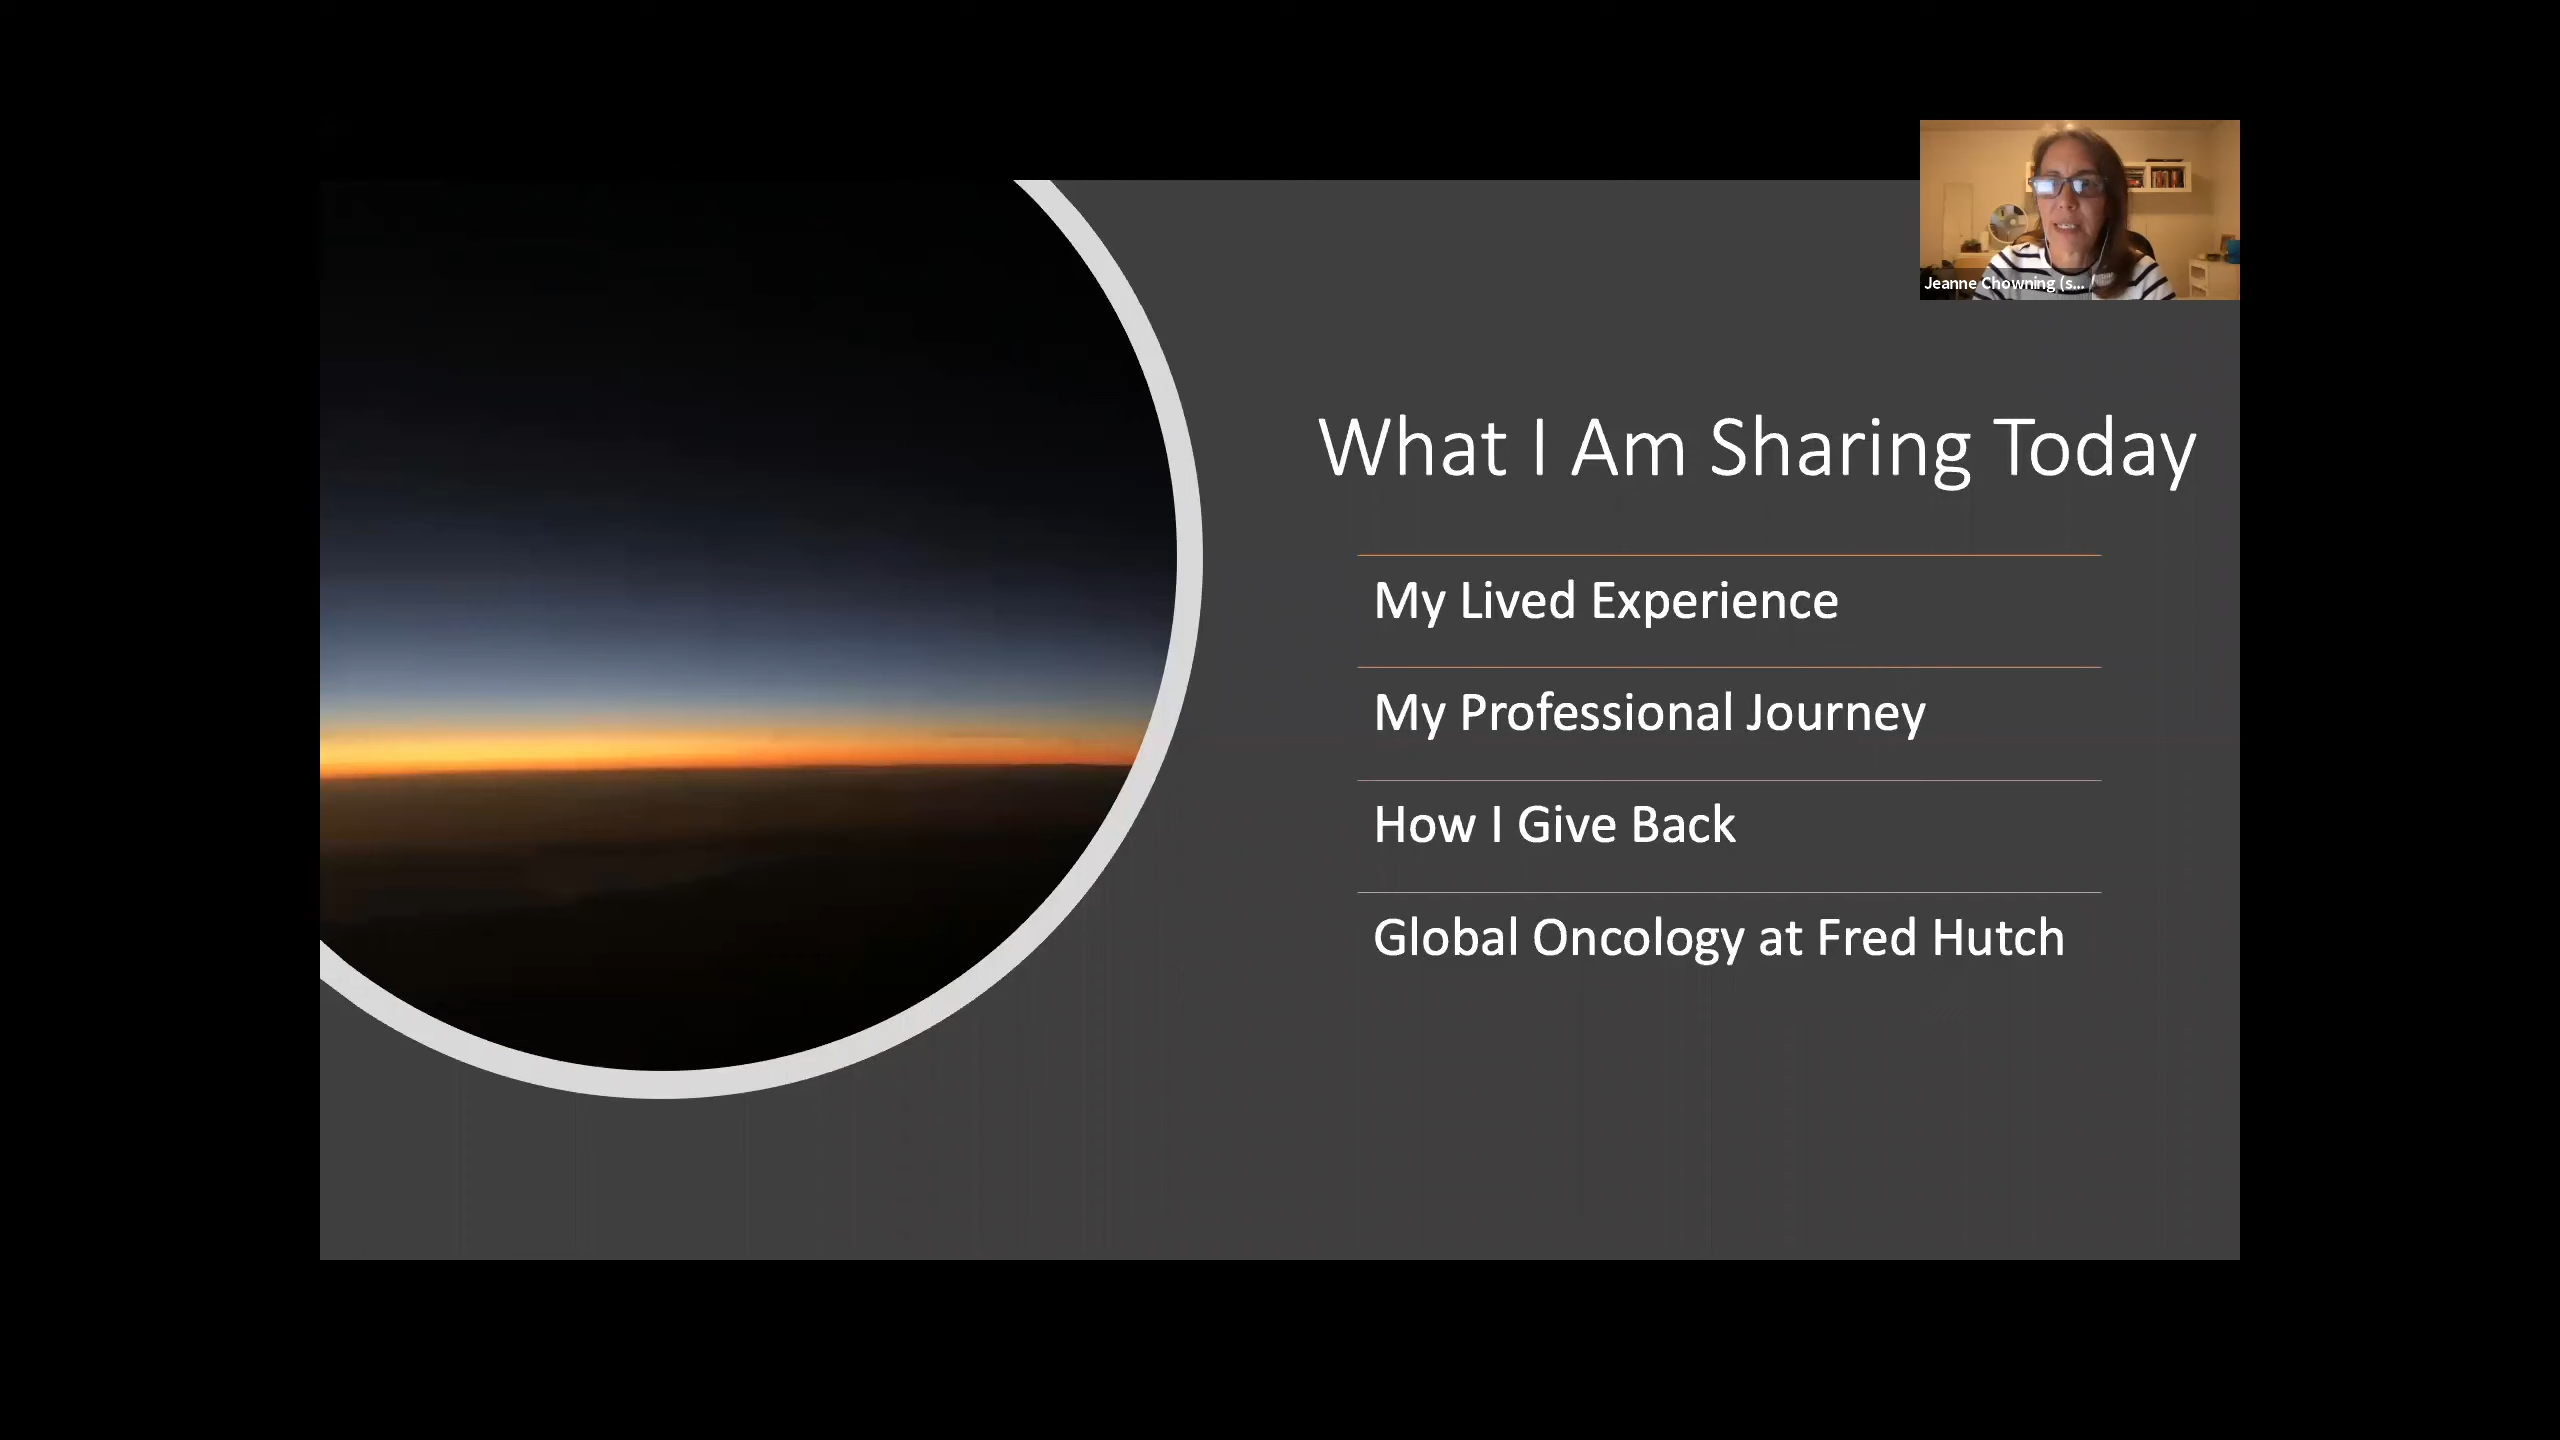 Jeanne Chowning (s...
What I Am Sharing Today
My Lived Experience
My Professional Journey
How I Give Back
Global Oncology at Fred Hutch